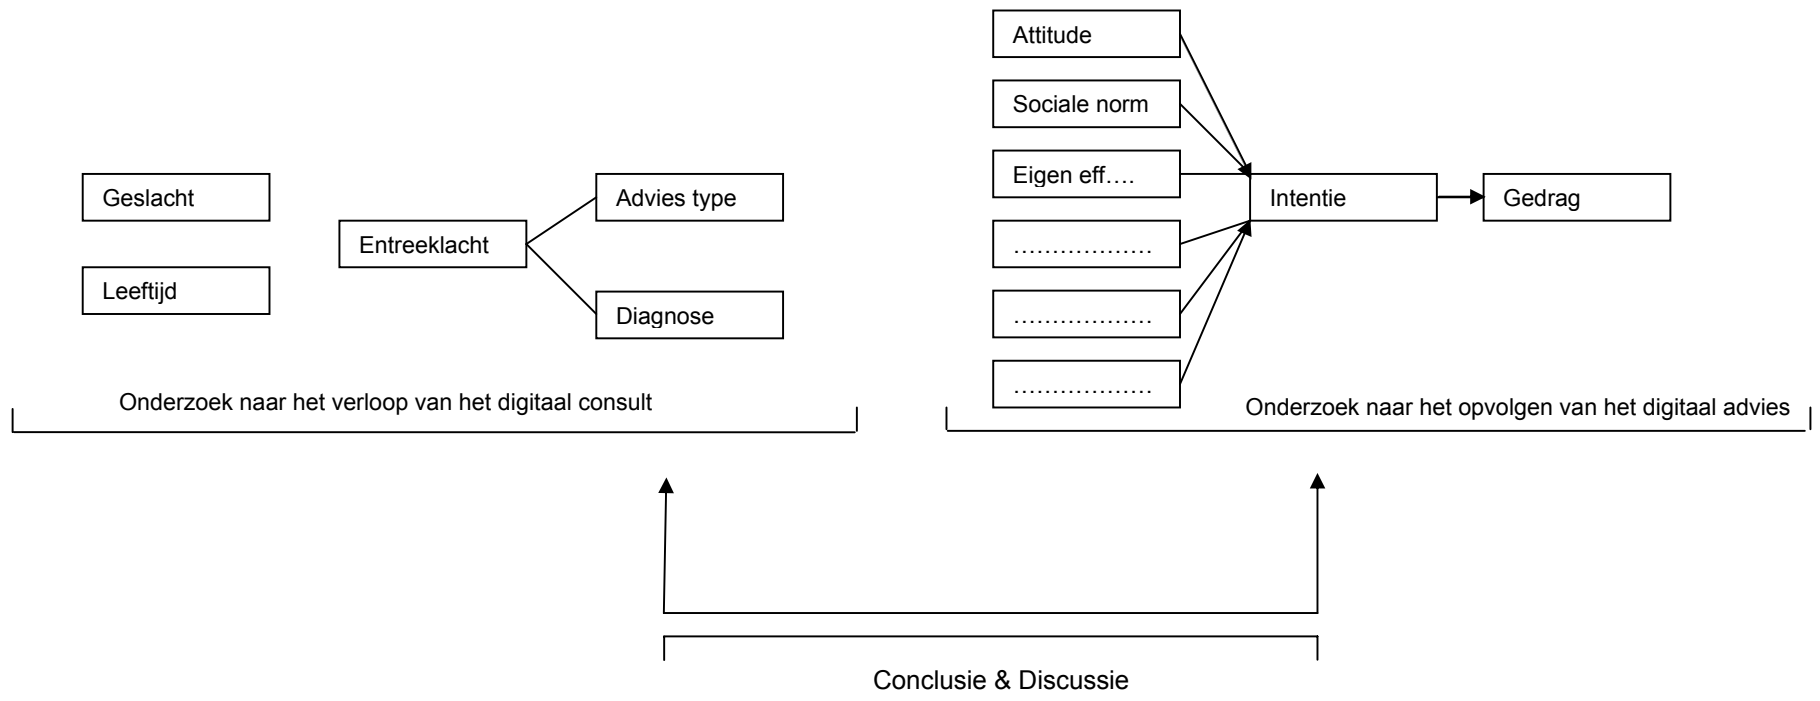 Geslacht
Leeftijd
Entreeklacht
Advies type
Diagnose
Onderzoek naar het verloop van het digitaal consult
Attitude
Sociale norm
Eigen eff….
………………
………………
………………
Intentie
Gedrag
Onderzoek naar het opvolgen van het digitaal advies
Conclusie & Discussie